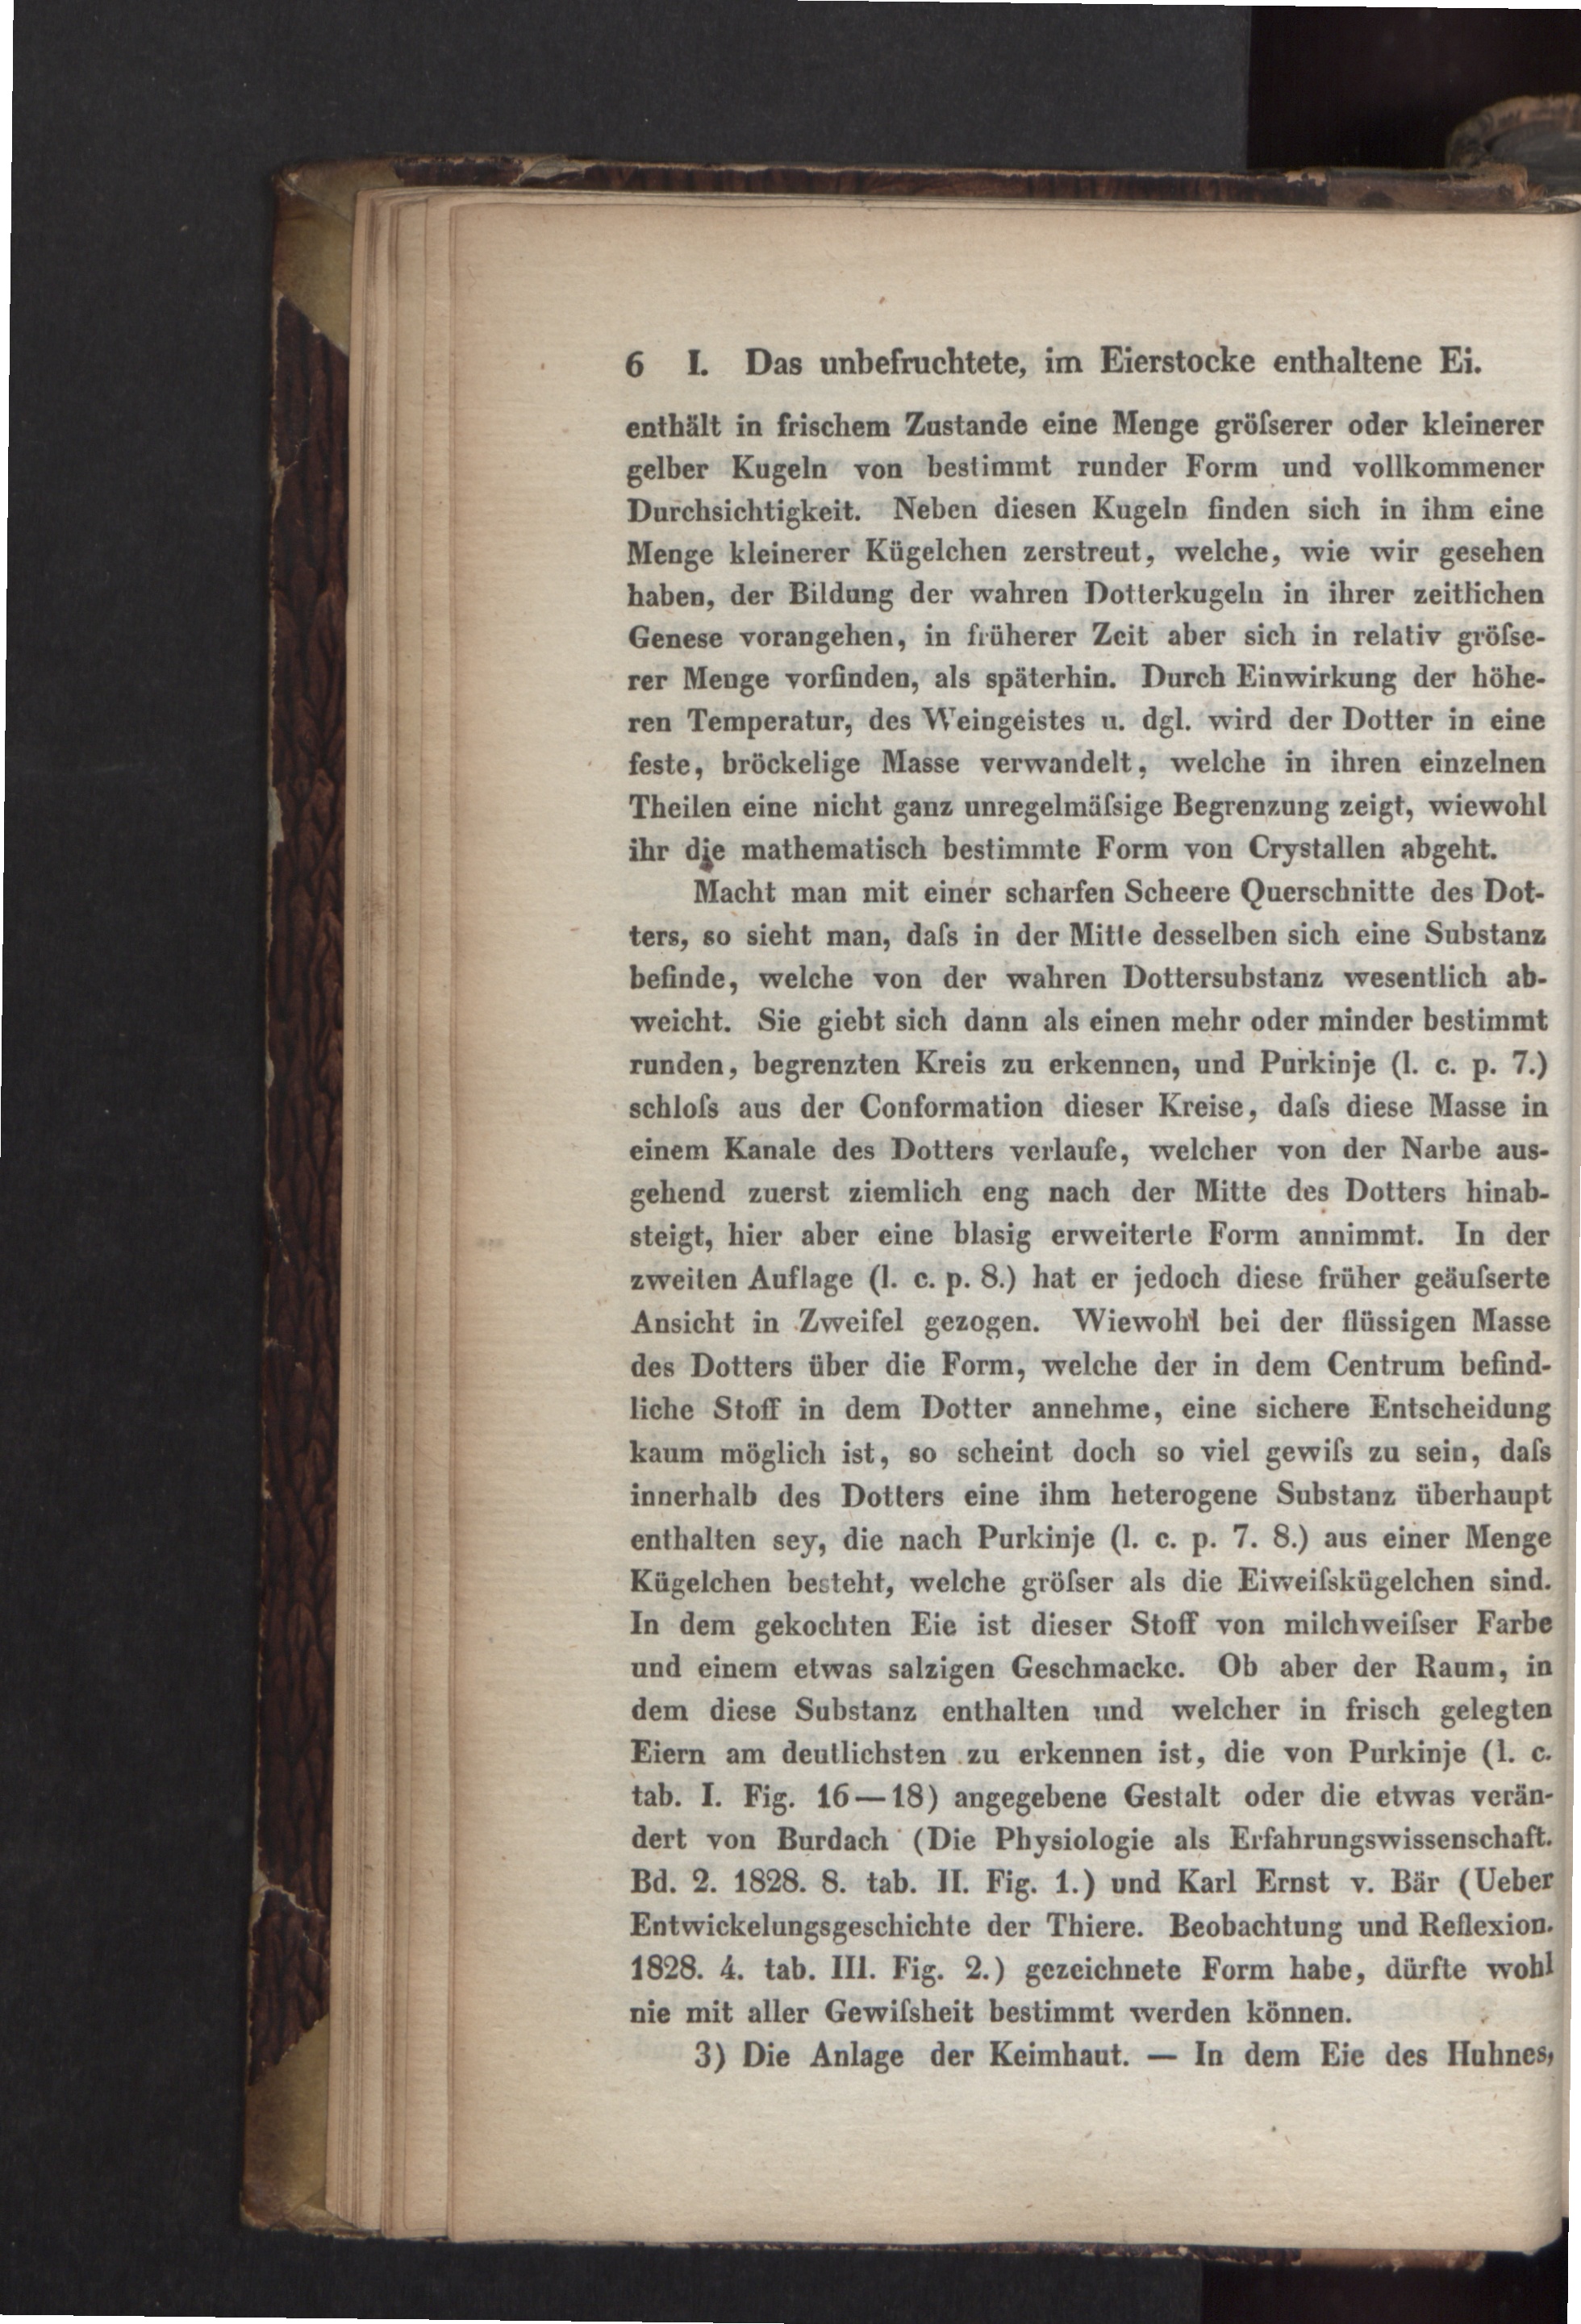 6 I. Das unbefruchtete, im Eierstocke enthaltene Ei.
enthält in frischem Zustande eine Menge gröſserer oder kleinerer
gelber Kugeln von bestimmt runder Form und vollkommener
Durchsichtigkeit. Neben diesen Kugeln finden sich in ihm eine
Menge kleinerer Kügelchen zerstreut, welche, wie wir gesehen
haben, der Bildung der wahren Dotterkugeln in ihrer zeitlichen
Genese vorangehen, in früherer Zeit aber sich in relativ gröſse-
rer Menge vorfinden, als späterhin. Durch Einwirkung der höhe-
ren Temperatur, des Weingeistes u. dgl. wird der Dotter in eine
feste, bröckelige Masse verwandelt, welche in ihren einzelnen
Theilen eine nicht ganz unregelmäſsige Begrenzung zeigt, wiewohl
ihr die mathematisch bestimmte Form von Crystallen abgeht.
Macht man mit einer scharfen Scheere Querschnitte des Dot-
ters, so sieht man, daſs in der Mitte desselben sich eine Substanz
befinde, welche von der wahren Dottersubstanz wesentlich ab-
weicht. Sie giebt sich dann als einen mehr oder minder bestimmt
runden, begrenzten Kreis zu erkennen, und Purkinje (l. c. p. 7.)
schloſs aus der Conformation dieser Kreise, daſs diese Masse in
einem Kanale des Dotters verlaufe, welcher von der Narbe aus-
gehend zuerst ziemlich eng nach der Mitte des Dotters hinab-
steigt, hier aber eine blasig erweiterte Form annimmt. In der
zweiten Auflage (l. c. p. 8.) hat er jedoch diese früher geäuſserte
Ansicht in Zweifel gezogen. Wiewohl bei der flüssigen Masse
des Dotters über die Form, welche der in dem Centrum befind-
liche Stoff in dem Dotter annehme, eine sichere Entscheidung
kaum möglich ist, so scheint doch so viel gewiſs zu sein, daſs
innerhalb des Dotters eine ihm heterogene Substanz überhaupt
enthalten sey, die nach Purkinje (l. c. p. 7. 8.) aus einer Menge
Kügelchen besteht, welche gröſser als die Eiweiſskügelchen sind.
In dem gekochten Eie ist dieser Stoff von milchweiſser Farbe
und einem etwas salzigen Geschmacke. Ob aber der Raum, in
dem diese Substanz enthalten und welcher in frisch gelegten
Eiern am deutlichsten zu erkennen ist, die von Purkinje (l. c.
tab. I. Fig. 16—18) angegebene Gestalt oder die etwas verän-
dert von Burdach (Die Physiologie als Erfahrungswissenschaft.
Bd. 2. 1828. 8. tab. II. Fig. 1.) und Karl Ernst v. Bär (Ueber
Entwickelungsgeschichte der Thiere. Beobachtung und Reflexion.
1828. 4. tab. III. Fig. 2.) gezeichnete Form habe, dürfte wohl
nie mit aller Gewiſsheit bestimmt werden können.
3) Die Anlage der Keimhaut. — In dem Eie des Huhnes,